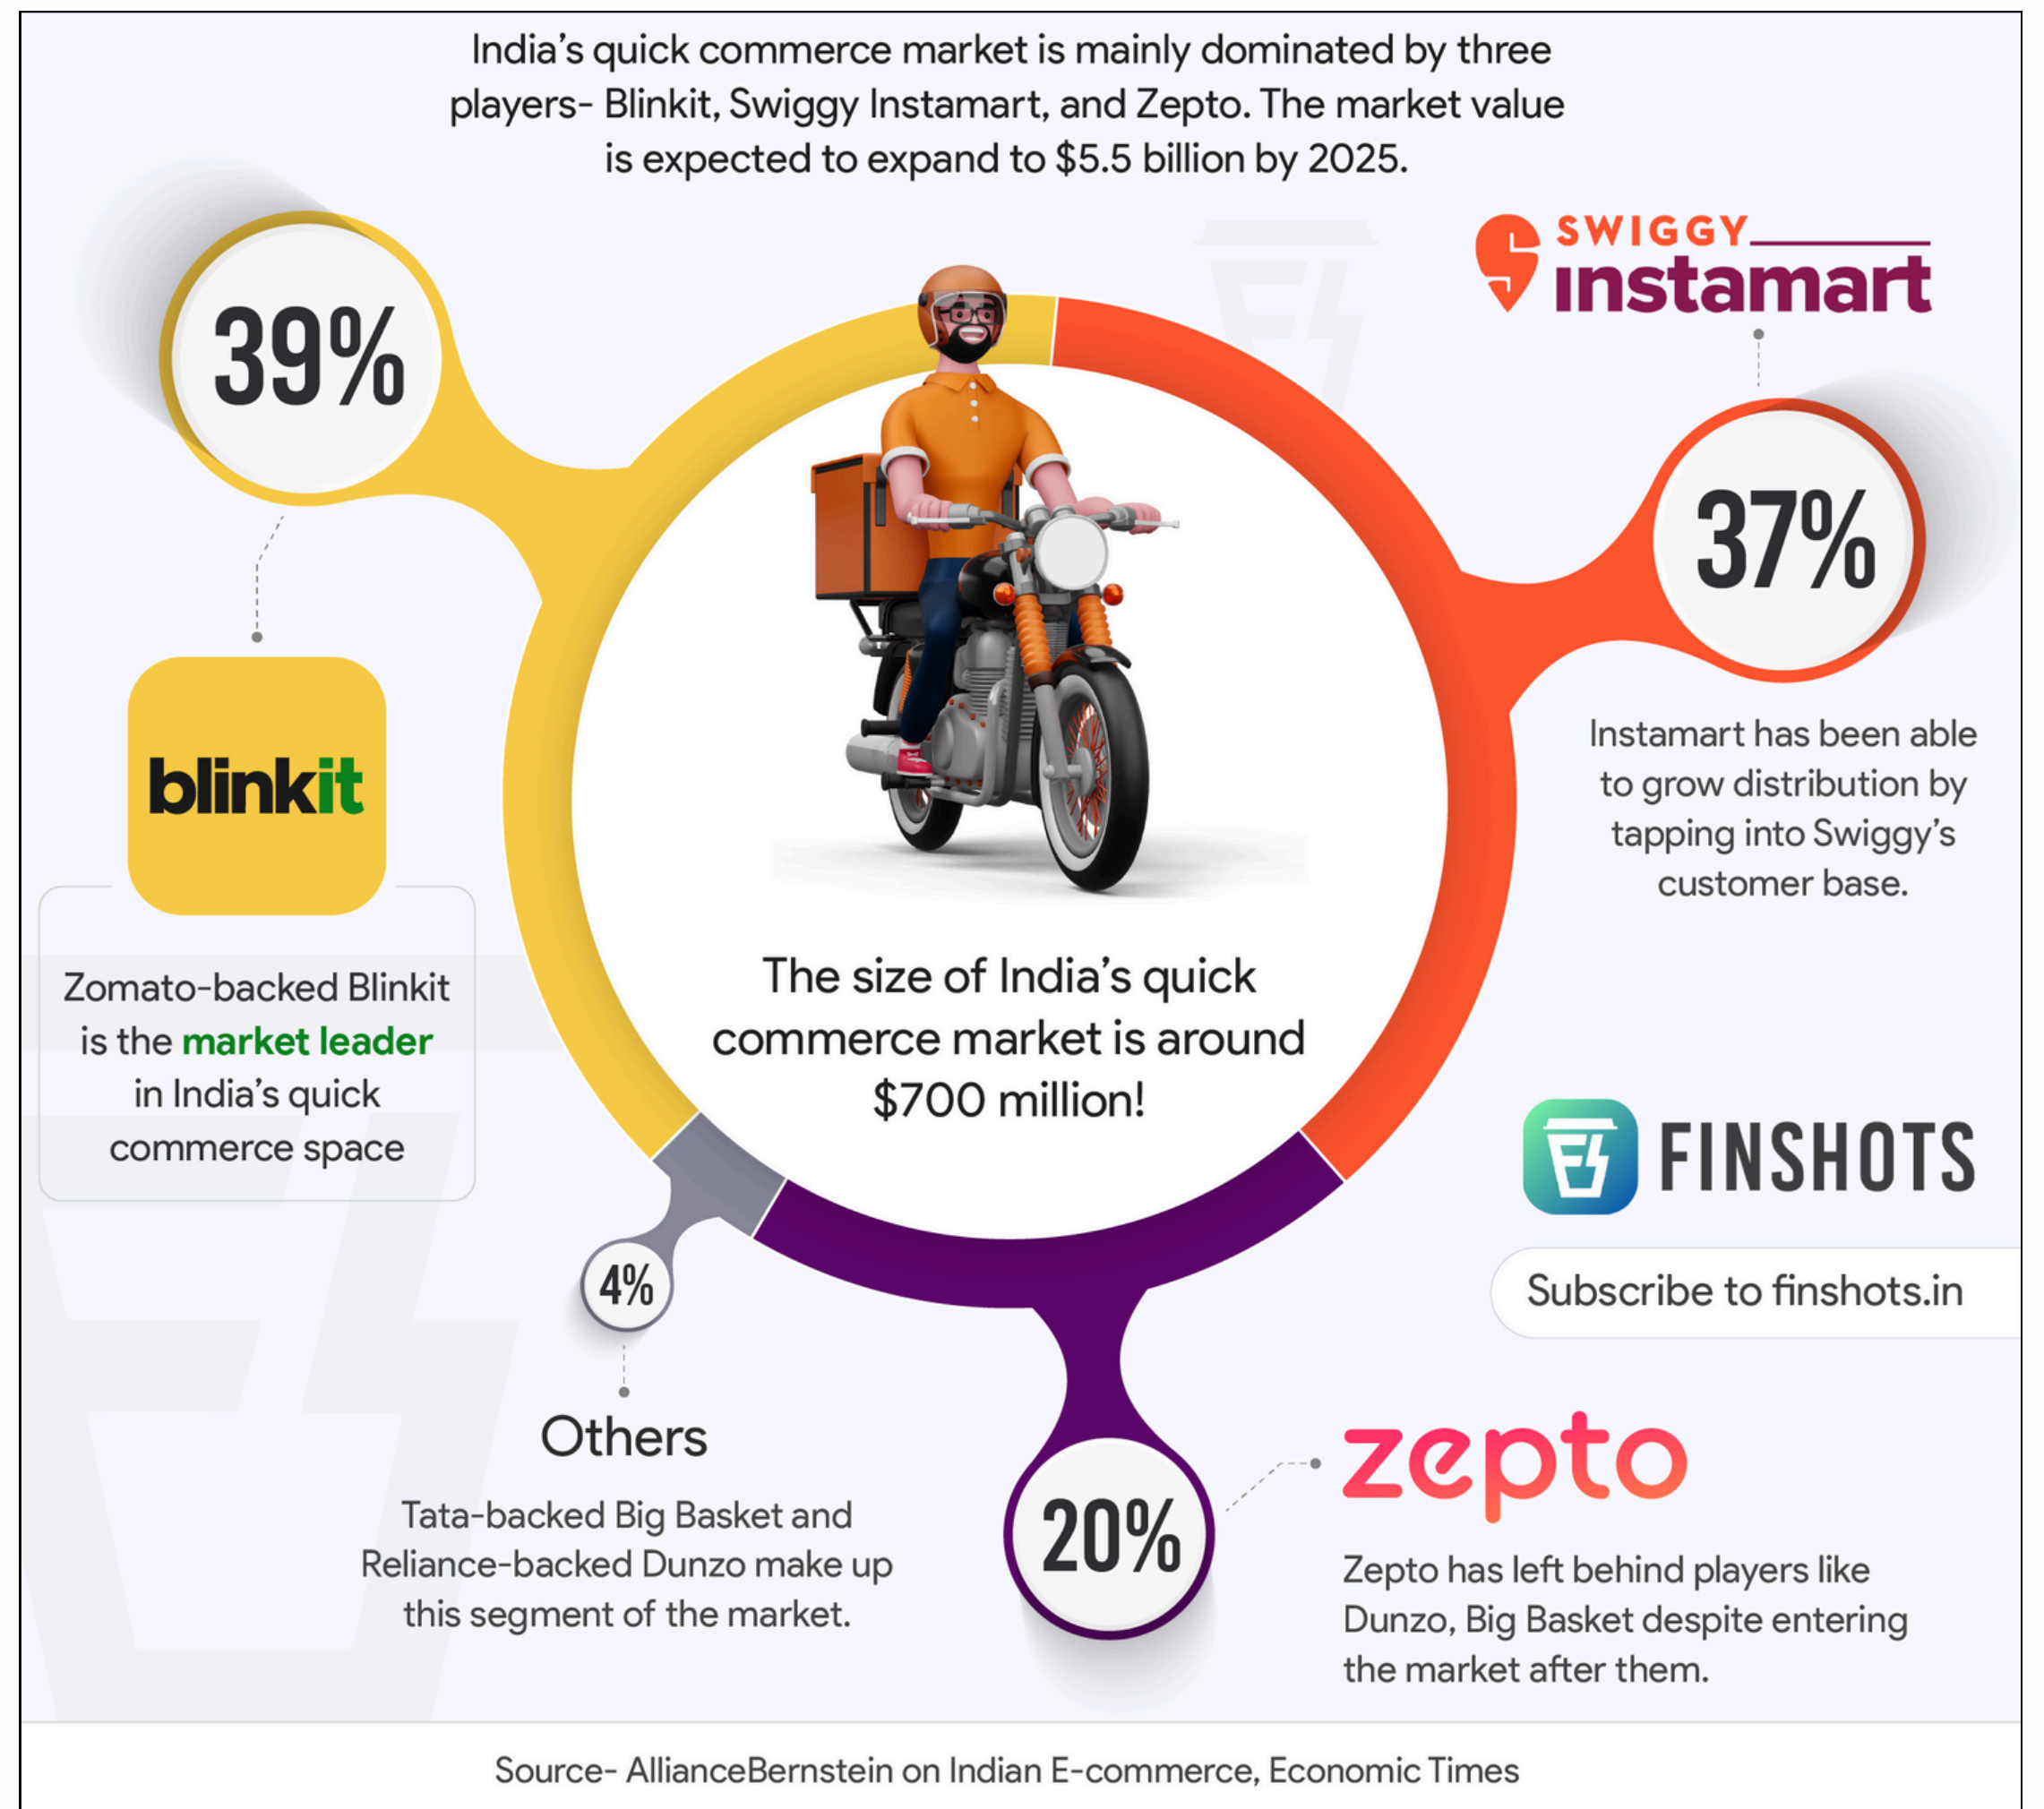 India's quick commerce market is mainly dominated by three
players- Blinkit, Swiggy Instamart, and Zepto. The market value
is expected to expand to $5.5 billion by 2025.
39%
SWIGGY
instamart
37%
Instamart has been able
to grow distribution by
tapping into Swiggy's
customer base.
blinkit
Zomato-backed Blinkit
is the market leader
in India's quick
commerce space
The size of India's quick
commerce market is around
$700 million!
FINSHOTS
Subscribe to finshots.in
4%
Others
Tata-backed Big Basket and
Reliance-backed Dunzo make up
this segment of the market.
20%
zepto
Zepto has left behind players like
Dunzo, Big Basket despite entering
the market after them.
Source- AllianceBernstein on Indian E-commerce, Economic Times